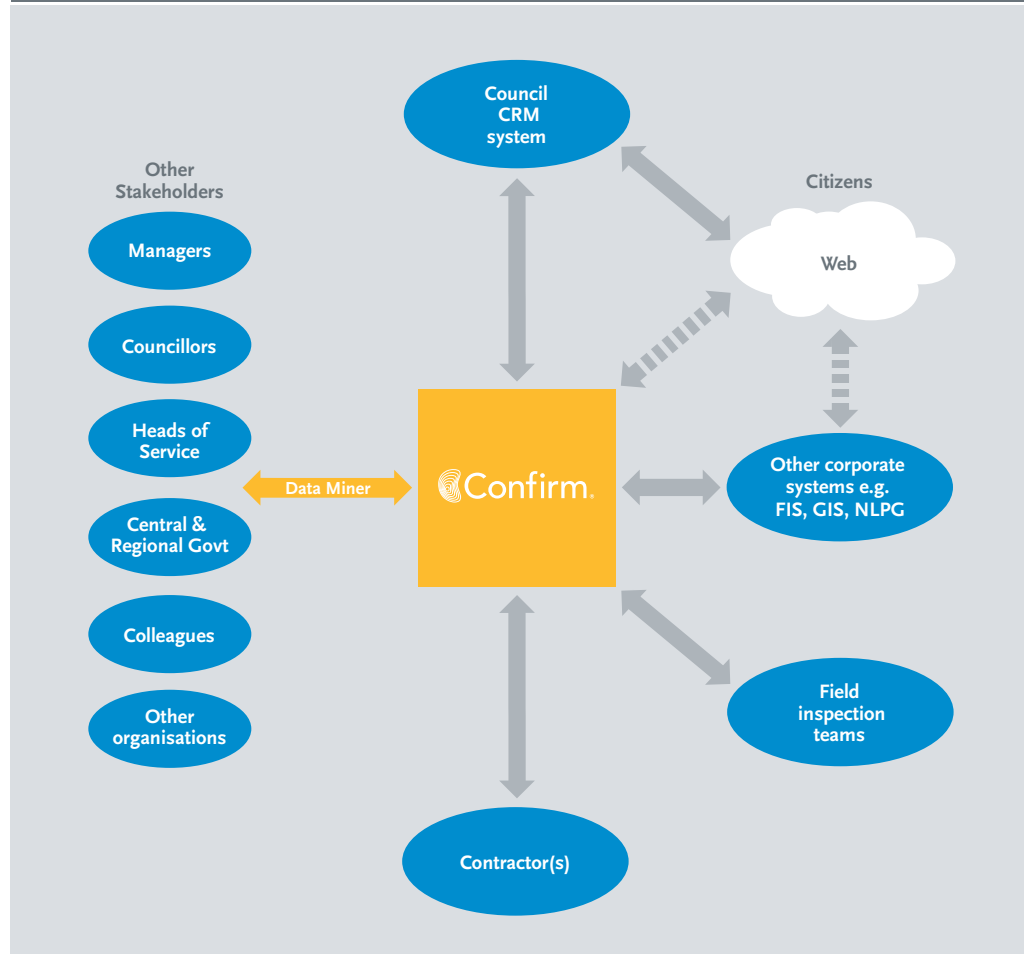 Council
CRM
system
Other
Stakeholders
Citizens
Managers
Web
Councillors
Heads of
Service
Data Miner
Confirm.
Other corporate
systems e.g.
FIS, GIS, NLPG
Central &
Regional Govt
Colleagues
Field
inspection
teams
Other
organisations
Contractor(s)